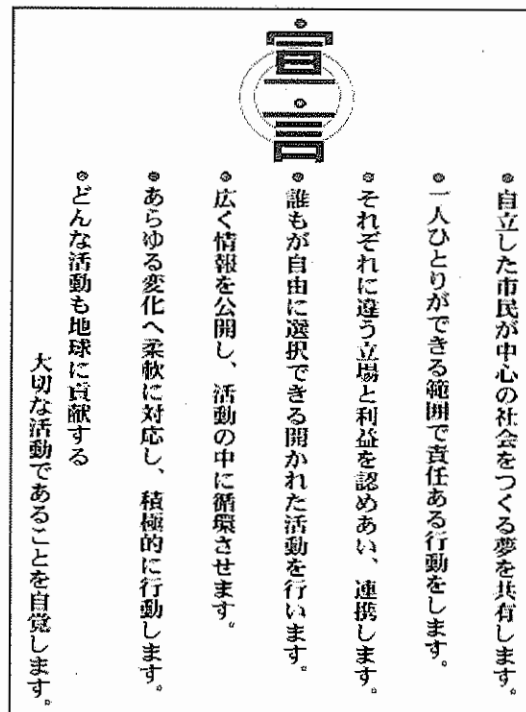 宣言
●自立した市民が中心の社会をつくる夢を共有します。
●一人ひとりができる範囲で責任ある行動をします。
●それぞれに違う立場と利益を認めあい、連携します。
●誰もが自由に選択できる開かれた活動を行います。
●広く情報を公開し、活動の中に循環させます。
●あらゆる変化へ柔軟に対応し、積極的に行動します。
●どんな活動も地球に貢献する
大切な活動であることを自覚します。